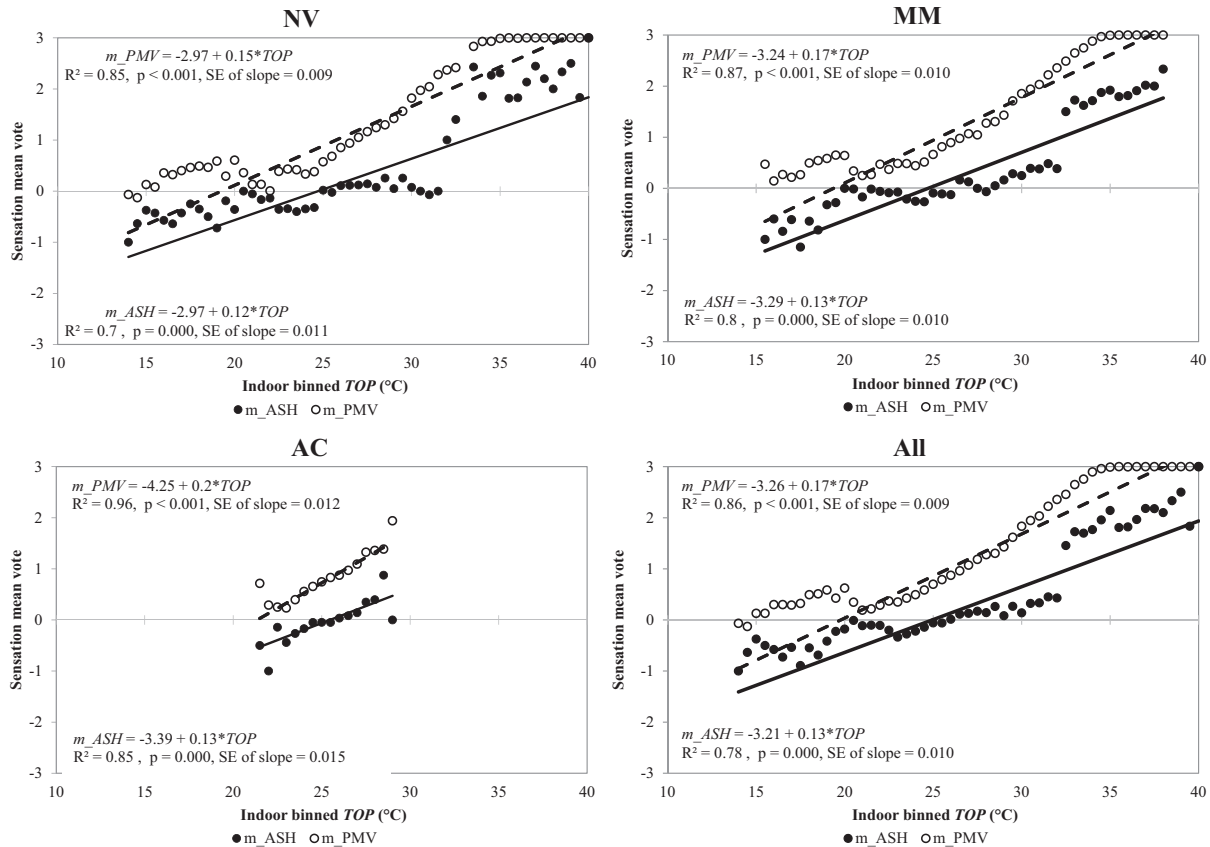 NV
m_PMV = -2.97 + 0.15*TOP
R² = 0.85, p < 0.001, SE of slope = 0.009
Sensation mean vote
3
2
1
0
-1
-2
-3
m_ASH = -2.97 + 0.12*TOP
R² = 0.7 , p = 0.000, SE of slope = 0.011
10 15 20 25 30 35 40
Indoor binned TOP (°C)
m_ASH m_PMV
MM
m_PMV = -3.24 + 0.17*TOP
R² = 0.87, p < 0.001, SE of slope = 0.010
Sensation mean vote
3
2
1
0
-1
-2
-3
m_ASH = -3.29 + 0.13*TOP
R² = 0.8 , p = 0.000, SE of slope = 0.010
10 15 20 25 30 35 40
Indoor binned TOP (°C)
m_ASH m_PMV
AC
m_PMV = -4.25 + 0.2*TOP
R² = 0.96, p < 0.001, SE of slope = 0.012
Sensation mean vote
3
2
1
0
-1
-2
-3
m_ASH = -3.39 + 0.13*TOP
R² = 0.85 , p = 0.000, SE of slope = 0.015
10 15 20 25 30 35 40
Indoor binned TOP (°C)
m_ASH m_PMV
All
m_PMV = -3.26 + 0.17*TOP
R² = 0.86, p < 0.001, SE of slope = 0.009
Sensation mean vote
3
2
1
0
-1
-2
-3
m_ASH = -3.21 + 0.13*TOP
R² = 0.78 , p = 0.000, SE of slope = 0.010
10 15 20 25 30 35 40
Indoor binned TOP (°C)
m_ASH m_PMV